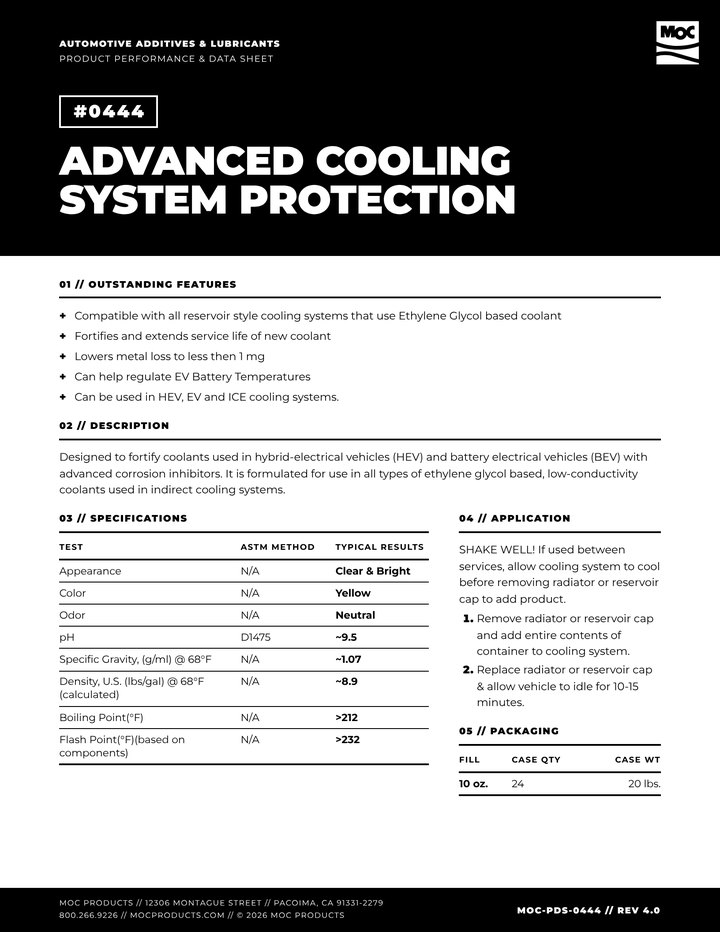 AUTOMOTIVE ADDITIVES & LUBRICANTS
PRODUCT PERFORMANCE & DATA SHEET
MOC
#0444
ADVANCED COOLING
SYSTEM PROTECTION
01 // OUTSTANDING FEATURES
+ Compatible with all reservoir style cooling systems that use Ethylene Glycol based coolant
+ Fortifies and extends service life of new coolant
+ Lowers metal loss to less then 1 mg
+ Can help regulate EV Battery Temperatures
+ Can be used in HEV, EV and ICE cooling systems.
02 // DESCRIPTION
Designed to fortify coolants used in hybrid-electrical vehicles (HEV) and battery electrical vehicles (BEV) with
advanced corrosion inhibitors. It is formulated for use in all types of ethylene glycol based, low-conductivity
coolants used in indirect cooling systems.
03 // SPECIFICATIONS
TEST ASTM METHOD TYPICAL RESULTS
Appearance N/A Clear & Bright
Color N/A Yellow
Odor N/A Neutral
pH D1475 ~9.5
Specific Gravity, (g/ml) @ 68°F N/A ~1.07
Density, U.S. (lbs/gal) @ 68°F N/A ~8.9
(calculated)
Boiling Point(°F) N/A >212
Flash Point(°F)(based on N/A >232
components)
04 // APPLICATION
SHAKE WELL! If used between
services, allow cooling system to cool
before removing radiator or reservoir
cap to add product.
1. Remove radiator or reservoir cap
and add entire contents of
container to cooling system.
2. Replace radiator or reservoir cap
& allow vehicle to idle for 10-15
minutes.
05 // PACKAGING
FILL CASE QTY CASE WT
10 oz. 24 20 lbs.
MOC PRODUCTS // 12306 MONTAGUE STREET // PACOIMA, CA 91331-2279
800.266.9226 // MOCPRODUCTS.COM // © 2026 MOC PRODUCTS
MOC-PDS-0444 // REV 4.0